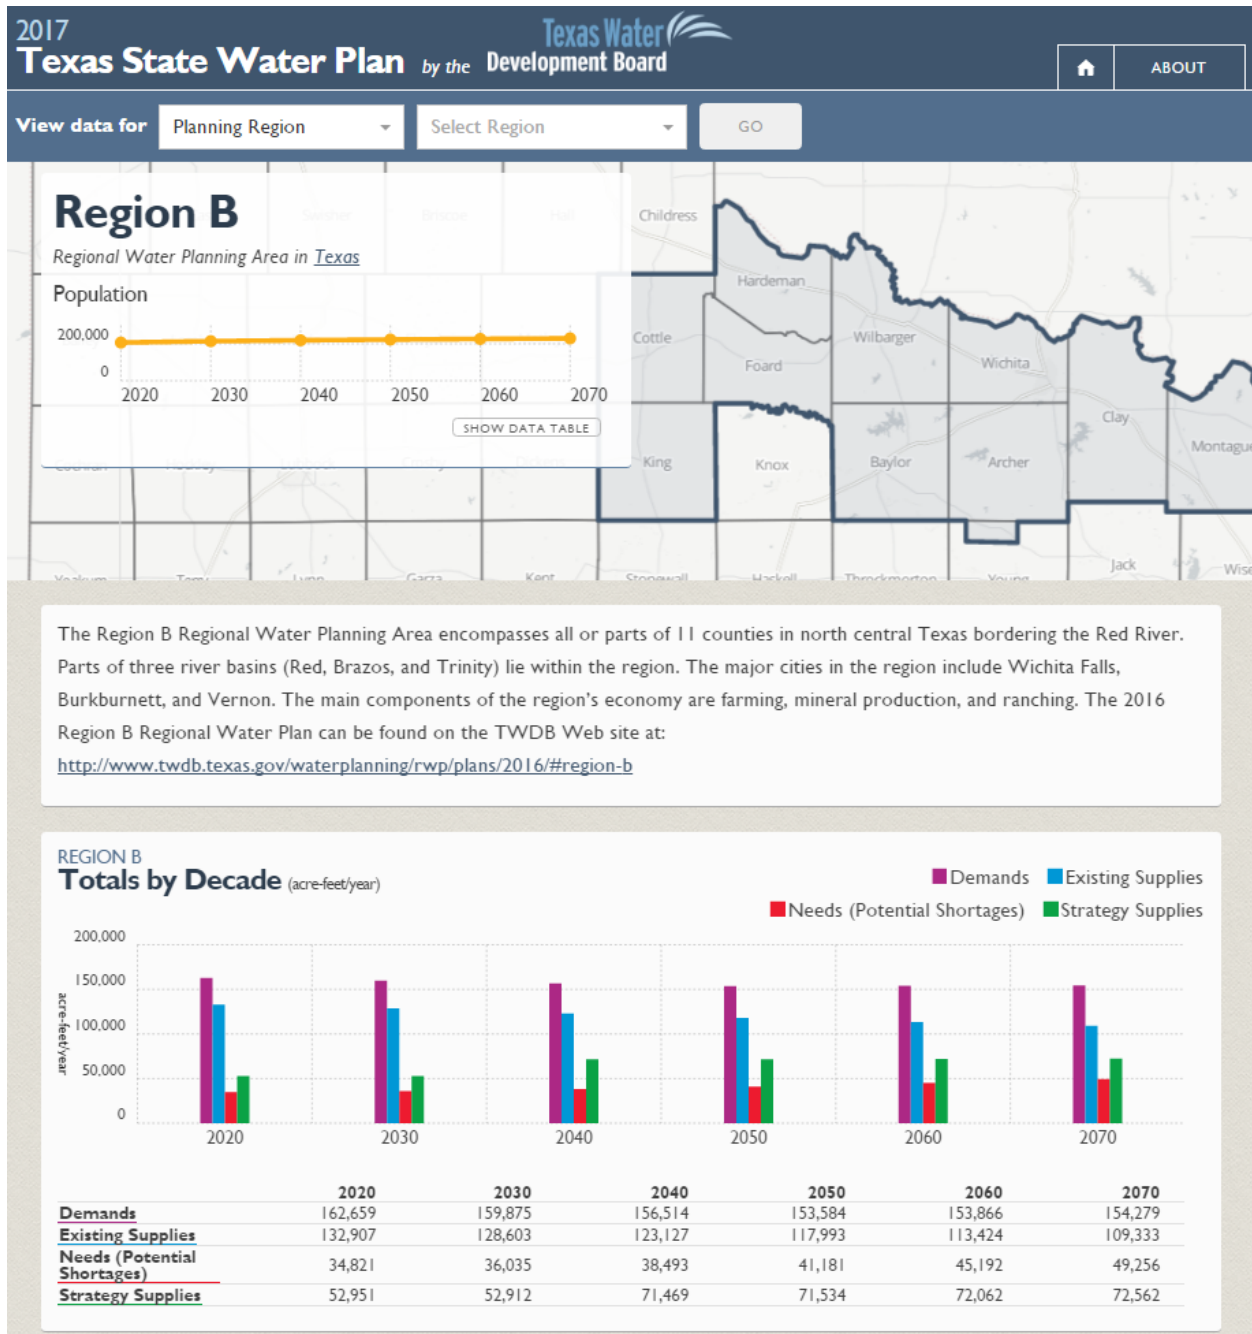 2017
Texas State Water Plan by the Texas Water Development Board
ABOUT
View data for Planning Region Select Region GO
Region B
Regional Water Planning Area in Texas
Population
200,000
0
2020 2030 2040 2050 2060 2070
SHOW DATA TABLE
Childress
Hardeman
Cottle
Foard
Wilbarger
Wichita
Clay
Montague
King
Knox
Baylor
Archer
Jack
Wise
Yoakum Terry Lynn Garza Kent Stonewall Haskell Throckmorton Young
The Region B Regional Water Planning Area encompasses all or parts of 11 counties in north central Texas bordering the Red River.
Parts of three river basins (Red, Brazos, and Trinity) lie within the region. The major cities in the region include Wichita Falls,
Burkburnett, and Vernon. The main components of the region's economy are farming, mineral production, and ranching. The 2016
Region B Regional Water Plan can be found on the TWDB Web site at:
http://www.twdb.texas.gov/waterplanning/rwp/plans/2016/#region-b
REGION B
Totals by Decade (acre-feet/year)
Demands Existing Supplies
Needs (Potential Shortages) Strategy Supplies
200,000
150,000
100,000
50,000
0
acre-feet/year
2020 2030 2040 2050 2060 2070
2020 2030 2040 2050 2060 2070
Demands 162,659 159,875 156,514 153,584 153,866 154,279
Existing Supplies 132,907 128,603 123,127 117,993 113,424 109,333
Needs (Potential Shortages) 34,821 36,035 38,493 41,181 45,192 49,256
Strategy Supplies 52,951 52,912 71,469 71,534 72,062 72,562